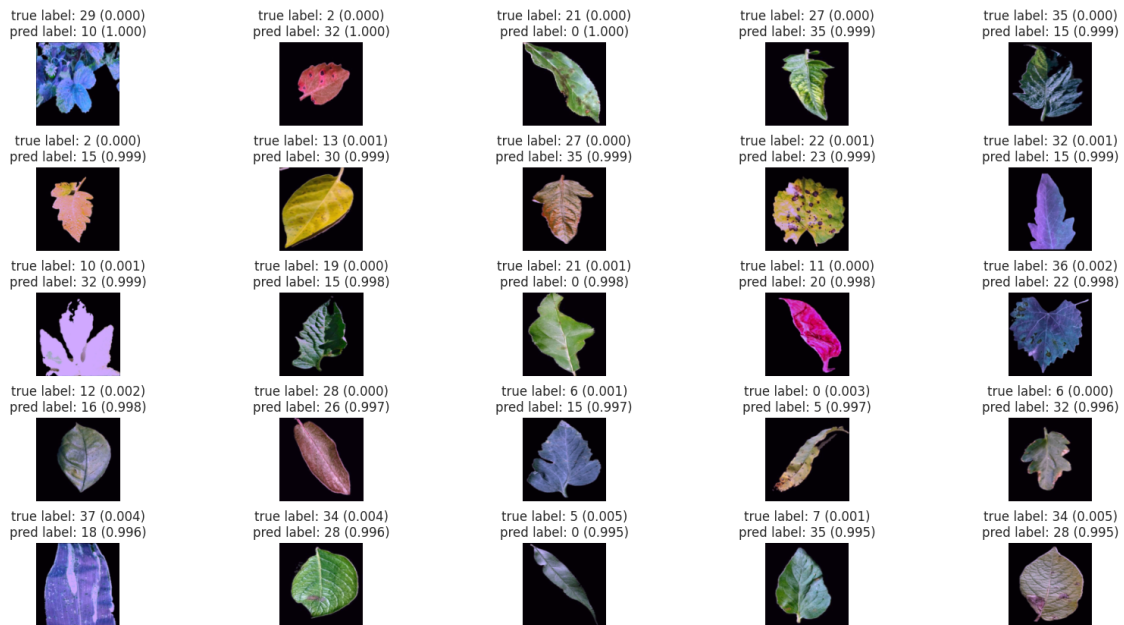 true label: 29 (0.000)
pred label: 10 (1.000)
true label: 2 (0.000)
pred label: 32 (1.000)
true label: 21 (0.000)
pred label: 0 (1.000)
true label: 27 (0.000)
pred label: 35 (0.999)
true label: 35 (0.000)
pred label: 15 (0.999)
true label: 2 (0.000)
pred label: 15 (0.999)
true label: 13 (0.001)
pred label: 30 (0.999)
true label: 27 (0.000)
pred label: 35 (0.999)
true label: 22 (0.001)
pred label: 23 (0.999)
true label: 32 (0.001)
pred label: 15 (0.999)
true label: 10 (0.001)
pred label: 32 (0.999)
true label: 19 (0.000)
pred label: 15 (0.998)
true label: 21 (0.001)
pred label: 0 (0.998)
true label: 11 (0.000)
pred label: 20 (0.998)
true label: 36 (0.002)
pred label: 22 (0.998)
true label: 12 (0.002)
pred label: 16 (0.998)
true label: 28 (0.000)
pred label: 26 (0.997)
true label: 6 (0.001)
pred label: 15 (0.997)
true label: 0 (0.003)
pred label: 5 (0.997)
true label: 6 (0.000)
pred label: 32 (0.996)
true label: 37 (0.004)
pred label: 18 (0.996)
true label: 34 (0.004)
pred label: 28 (0.996)
true label: 5 (0.005)
pred label: 0 (0.995)
true label: 7 (0.001)
pred label: 35 (0.995)
true label: 34 (0.005)
pred label: 28 (0.995)